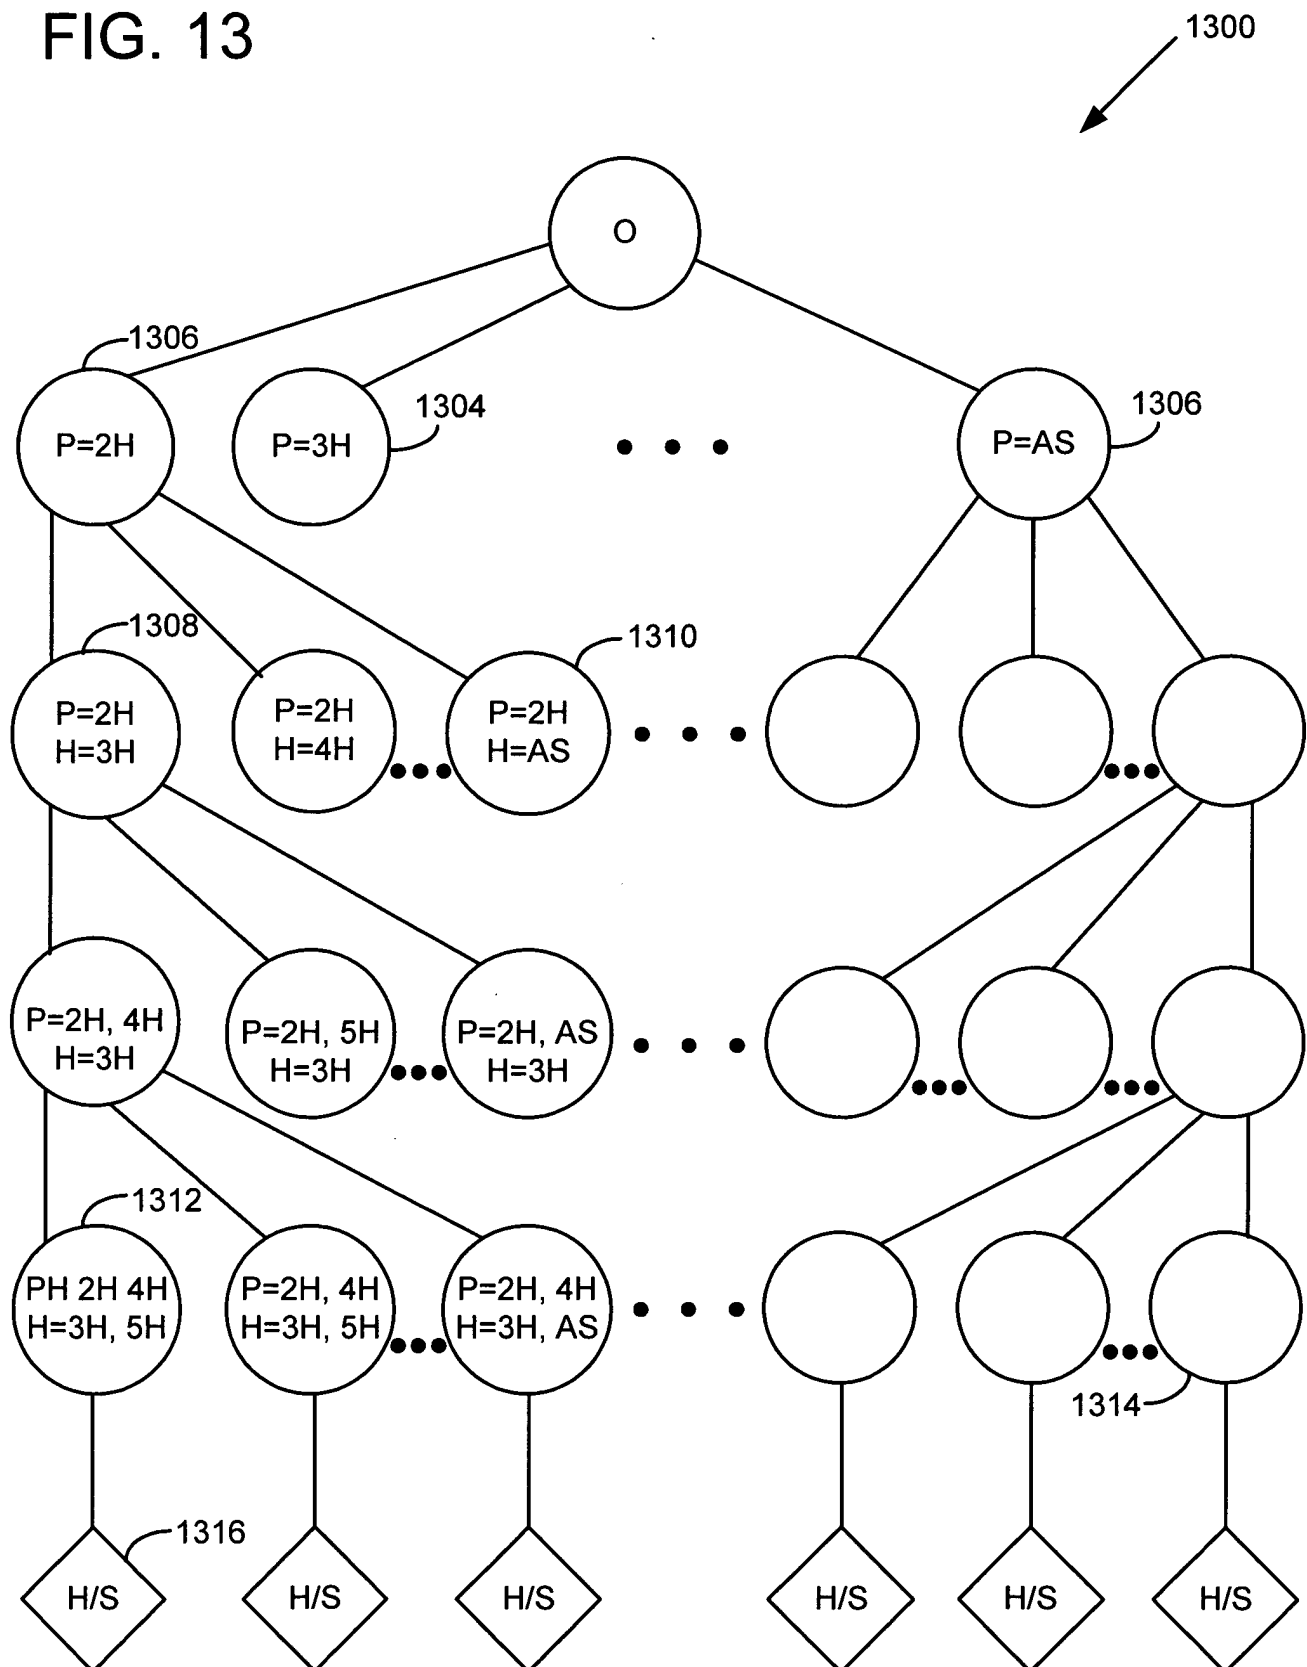 FIG. 13
1300
O
1306
1304
1306
P=2H
P=3H
P=AS
1308
1310
P=2H
H=3H
P=2H
H=4H
P=2H
H=AS
P=2H, 4H
H=3H
P=2H, 5H
H=3H
P=2H, AS
H=3H
1312
PH 2H 4H
H=3H, 5H
P=2H, 4H
H=3H, 5H
P=2H, 4H
H=3H, AS
1314
1316
H/S
H/S
H/S
H/S
H/S
H/S